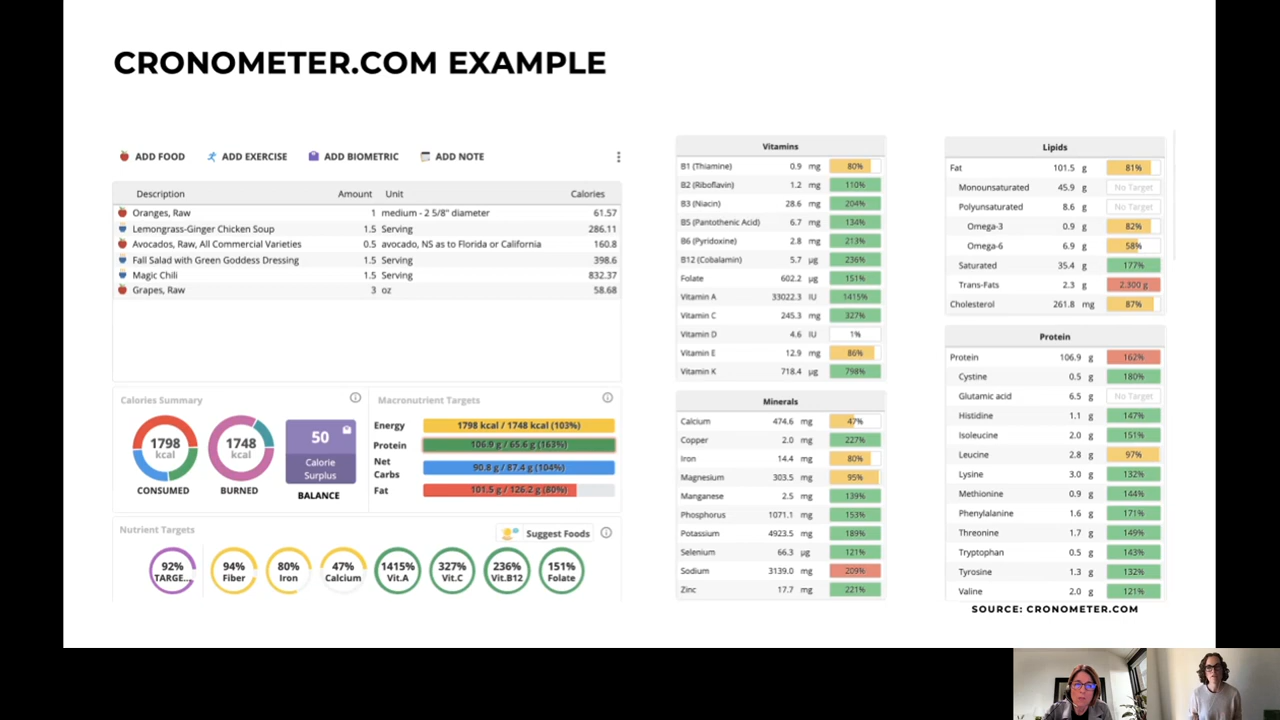 CRONOMETER.COM EXAMPLE
ADD FOOD ADD EXERCISE ADD BIOMETRIC ADD NOTE
Description Amount Unit Calories
Oranges, Raw 1 medium - 2 5/8" diameter 61.57
Lemongrass-Ginger Chicken Soup 1.5 Serving 286.11
Avocados, Raw, All Commercial Varieties 0.5 avocado, NS as to Florida or California 160.8
Fall Salad with Green Goddess Dressing 1.5 Serving 398.6
Magic Chili 1.5 Serving 832.37
Grapes, Raw 3 oz 58.68
Calories Summary
1798 kcal
CONSUMED
1748 kcal
BURNED
50
Calorie
Surplus
BALANCE
Macronutrient Targets
Energy 1798 kcal / 1748 kcal (103%)
Protein 106.9 g / 65.6 g (163%)
Net Carbs 90.8 g / 87.4 g (104%)
Fat 101.5 g / 126.2 g (80%)
Nutrient Targets
Suggest Foods
92% TARGE...
94% Fiber
80% Iron
47% Calcium
1415% Vit.A
327% Vit.C
236% Vit.B12
151% Folate
Vitamins
B1 (Thiamine) 0.9 mg 80%
B2 (Riboflavin) 1.2 mg 110%
B3 (Niacin) 28.6 mg 204%
B5 (Pantothenic Acid) 6.7 mg 134%
B6 (Pyridoxine) 2.8 mg 213%
B12 (Cobalamin) 5.7 µg 236%
Folate 602.2 µg 151%
Vitamin A 33022.3 IU 1415%
Vitamin C 245.3 mg 327%
Vitamin D 4.6 IU 1%
Vitamin E 12.9 mg 86%
Vitamin K 718.4 µg 798%
Minerals
Calcium 474.6 mg 47%
Copper 2.0 mg 227%
Iron 14.4 mg 80%
Magnesium 303.5 mg 95%
Manganese 2.5 mg 139%
Phosphorus 1071.1 mg 153%
Potassium 4923.5 mg 189%
Selenium 66.3 µg 121%
Sodium 3139.0 mg 209%
Zinc 17.7 mg 221%
Lipids
Fat 101.5 g 81%
Monounsaturated 45.9 g No Target
Polyunsaturated 8.6 g No Target
Omega-3 0.9 g 82%
Omega-6 6.9 g 58%
Saturated 35.4 g 177%
Trans-Fats 2.3 g 2.300 g
Cholesterol 261.8 mg 87%
Protein
Protein 106.9 g 162%
Cystine 0.5 g 180%
Glutamic acid 6.5 g No Target
Histidine 1.1 g 147%
Isoleucine 2.0 g 151%
Leucine 2.8 g 97%
Lysine 3.0 g 132%
Methionine 0.9 g 144%
Phenylalanine 1.6 g 171%
Threonine 1.7 g 149%
Tryptophan 0.5 g 143%
Tyrosine 1.3 g 132%
Valine 2.0 g 121%
SOURCE: CRONOMETER.COM